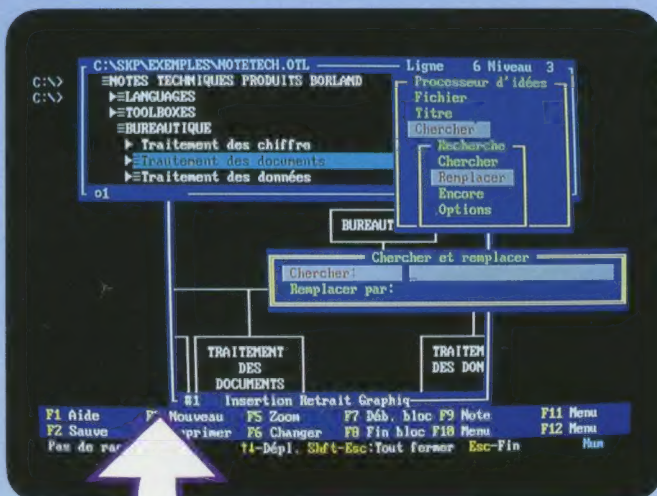 C:\>
C:\>
C:\SKP\EXEMPLES\NOTETECH.OTL Ligne 6 Niveau 3
≡NOTES TECHNIQUES PRODUITS BORLAND
►≡LANGUAGES
►≡TOOLBOXES
≡BUREAUTIQUE
► Traitement des chiffre
►≡Traitement des documents
►≡Traitement des données
o1
Processeur d'idées
Fichier
Titre
Chercher
Recherche
Chercher
Remplacer
Encore
Options
BUREAUT
Chercher et remplacer
Chercher:
Remplacer par:
TRAITEMENT
DES
DOCUMENTS
TRAITEM
DES DON
#1 Insertion Retrait Graphiq
F1 Aide Nouveau F5 Zoom F7 Déb. bloc F9 Note F11 Menu
F2 Sauve primer F6 Changer F8 Fin bloc F10 Menu F12 Menu
Pas de ra ↑↓-Dépl. Shft-Esc:Tout fermer Esc-Fin Num